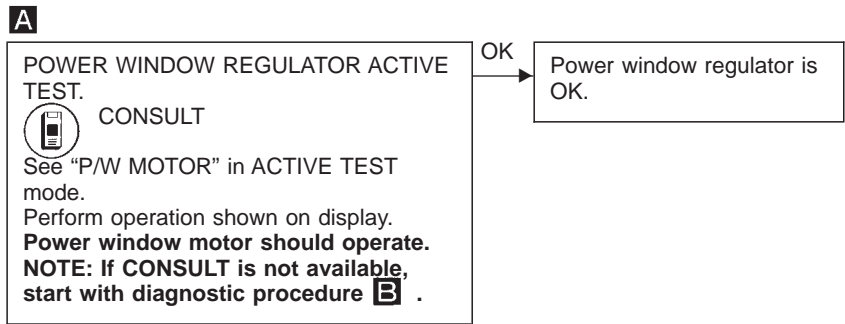 A
POWER WINDOW REGULATOR ACTIVE
TEST.
CONSULT
See “P/W MOTOR” in ACTIVE TEST
mode.
Perform operation shown on display.
Power window motor should operate.
NOTE: If CONSULT is not available,
start with diagnostic procedure B .
OK
Power window regulator is
OK.